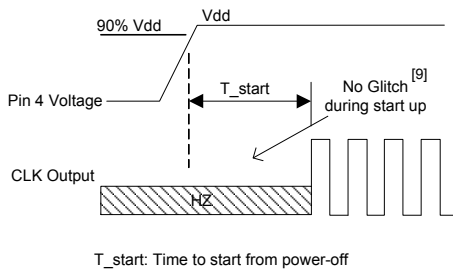 Vdd
90% Vdd
T_start
No Glitch [9]
during start up
Pin 4 Voltage
CLK Output
HZ
T_start: Time to start from power-off